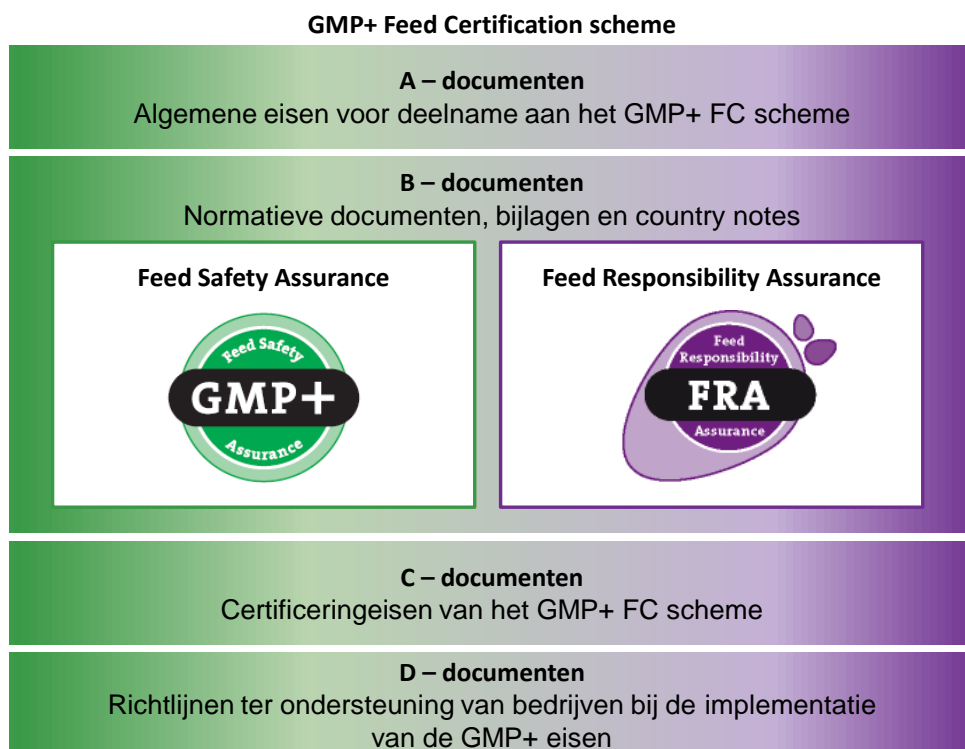 GMP+ Feed Certification scheme
A – documenten
Algemene eisen voor deelname aan het GMP+ FC scheme
B – documenten
Normatieve documenten, bijlagen en country notes
Feed Safety Assurance
Feed Safety
GMP+
Assurance
Feed Responsibility Assurance
Feed
Responsibility
FRA
Assurance
C – documenten
Certificeringeisen van het GMP+ FC scheme
D – documenten
Richtlijnen ter ondersteuning van bedrijven bij de implementatie
van de GMP+ eisen